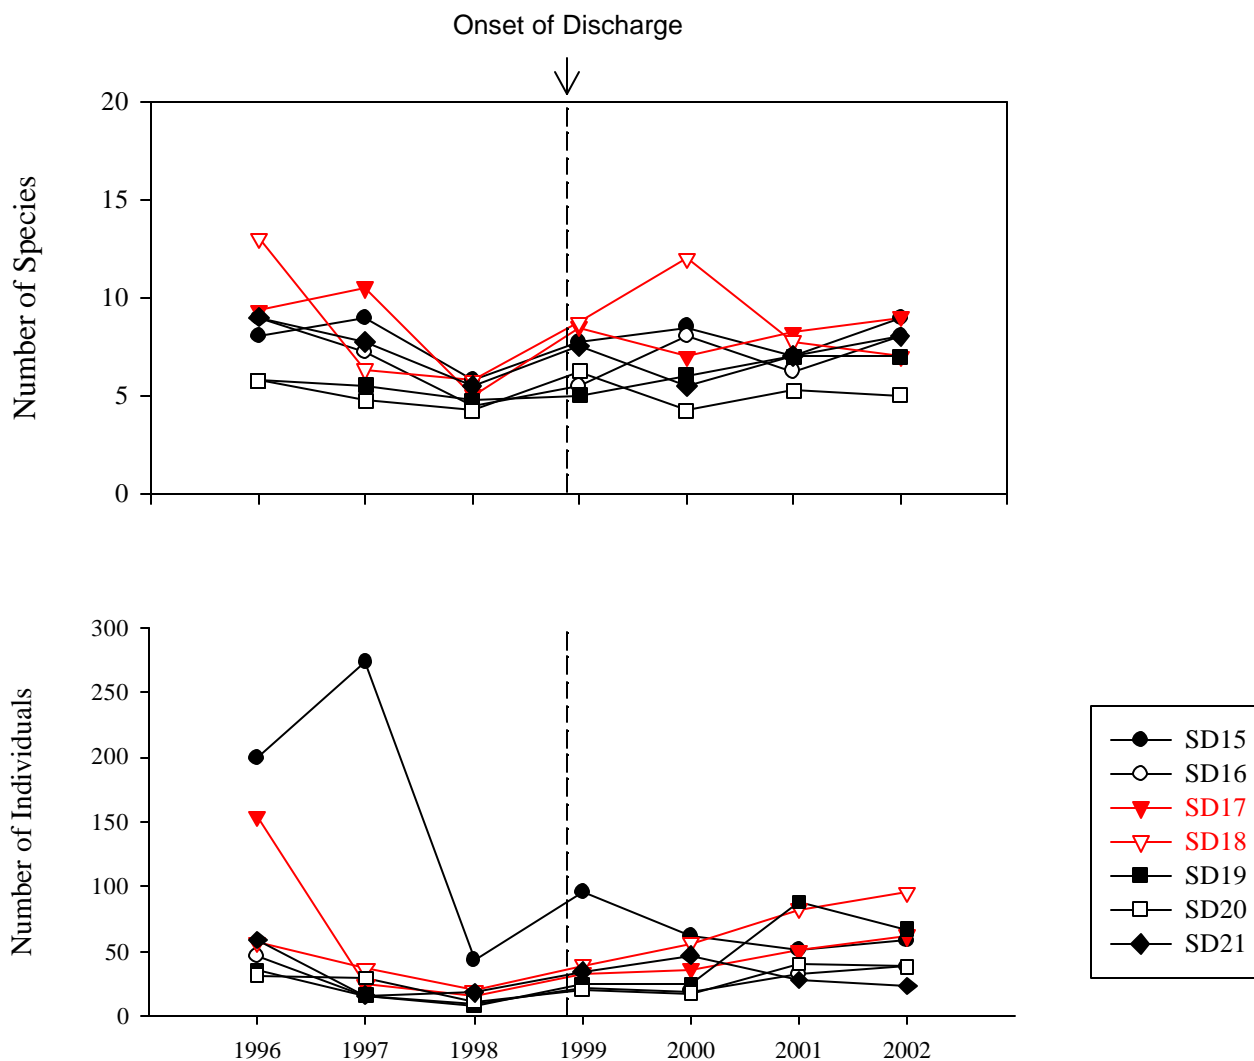 Onset of Discharge
Number of Species
20
15
10
5
0
Number of Individuals
300
250
200
150
100
50
0
1996 1997 1998 1999 2000 2001 2002
SD15
SD16
SD17
SD18
SD19
SD20
SD21